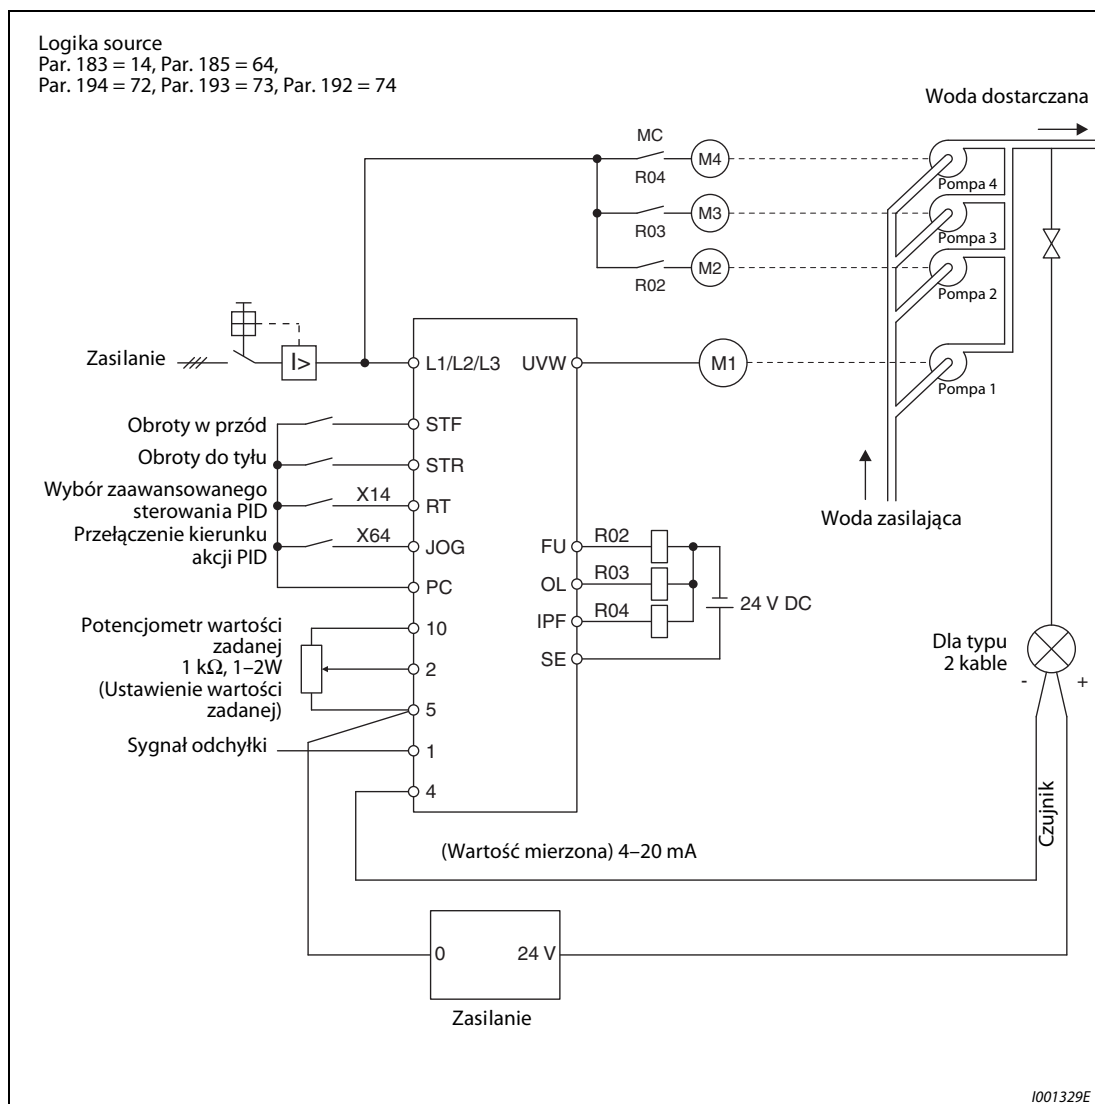 Logika source
Par. 183 = 14, Par. 185 = 64,
Par. 194 = 72, Par. 193 = 73, Par. 192 = 74
Woda dostarczana
MC
M4
R04
Pompa 4
M3
R03
Pompa 3
M2
R02
Pompa 2
Zasilanie
I>
L1/L2/L3
UVW
M1
Pompa 1
Obroty w przód
STF
Obroty do tyłu
STR
Wybór zaawansowanego
sterowania PID
X14
RT
Przełączenie kierunku
akcji PID
X64
JOG
PC
Woda zasilająca
FU
R02
OL
R03
IPF
R04
SE
24 V DC
Potencjometr wartości
zadanej
1 kΩ, 1–2W
(Ustawienie wartości
zadanej)
10
2
5
Sygnał odchyłki
1
4
Dla typu
2 kable
-
+
Czujnik
(Wartość mierzona) 4–20 mA
0
24 V
Zasilanie
I001329E